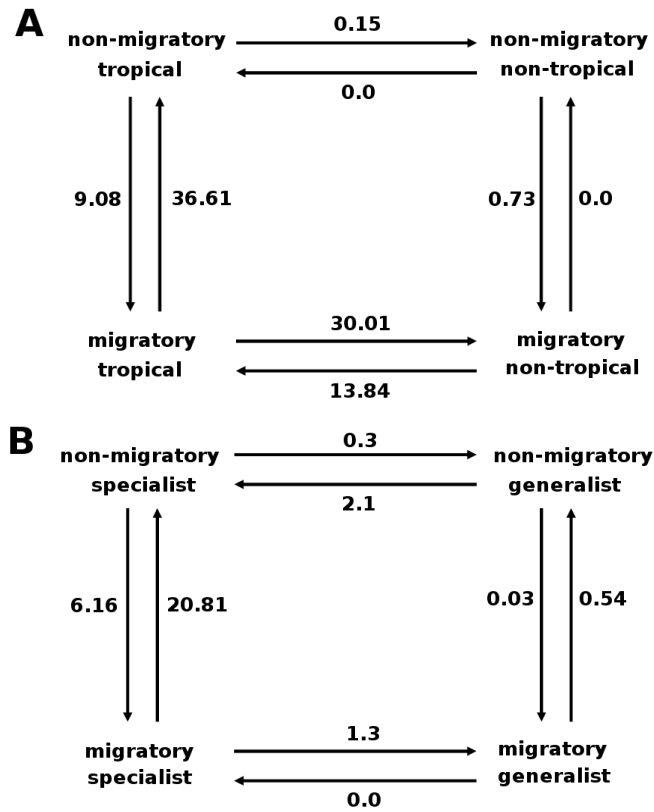 A
0.15
non-migratory
tropical
non-migratory
non-tropical
0.0
9.08
36.61
0.73
0.0
30.01
migratory
tropical
migratory
non-tropical
13.84
B
0.3
non-migratory
specialist
non-migratory
generalist
2.1
6.16
20.81
0.03
0.54
1.3
migratory
specialist
migratory
generalist
0.0